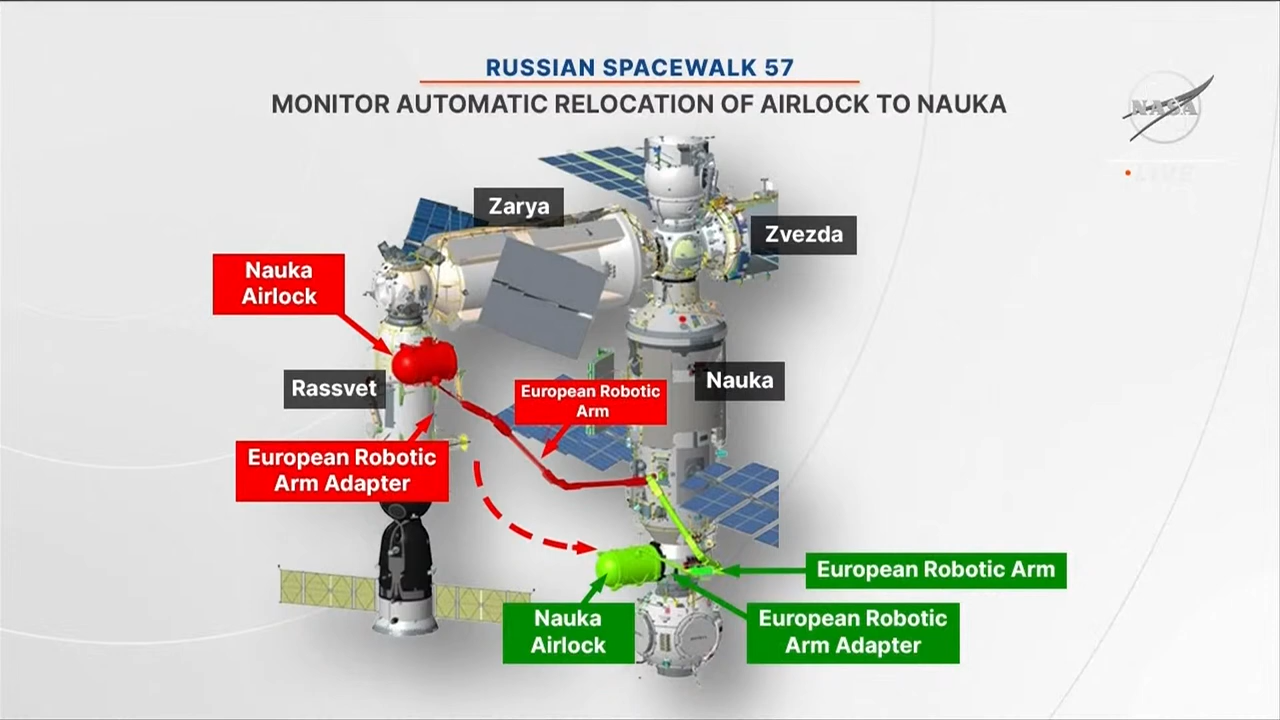 RUSSIAN SPACEWALK 57
MONITOR AUTOMATIC RELOCATION OF AIRLOCK TO NAUKA
NASA
LIVE
Zarya
Zvezda
Nauka
Airlock
Rassvet
European Robotic
Arm
Nauka
European Robotic
Arm Adapter
European Robotic Arm
Nauka
Airlock
European Robotic
Arm Adapter